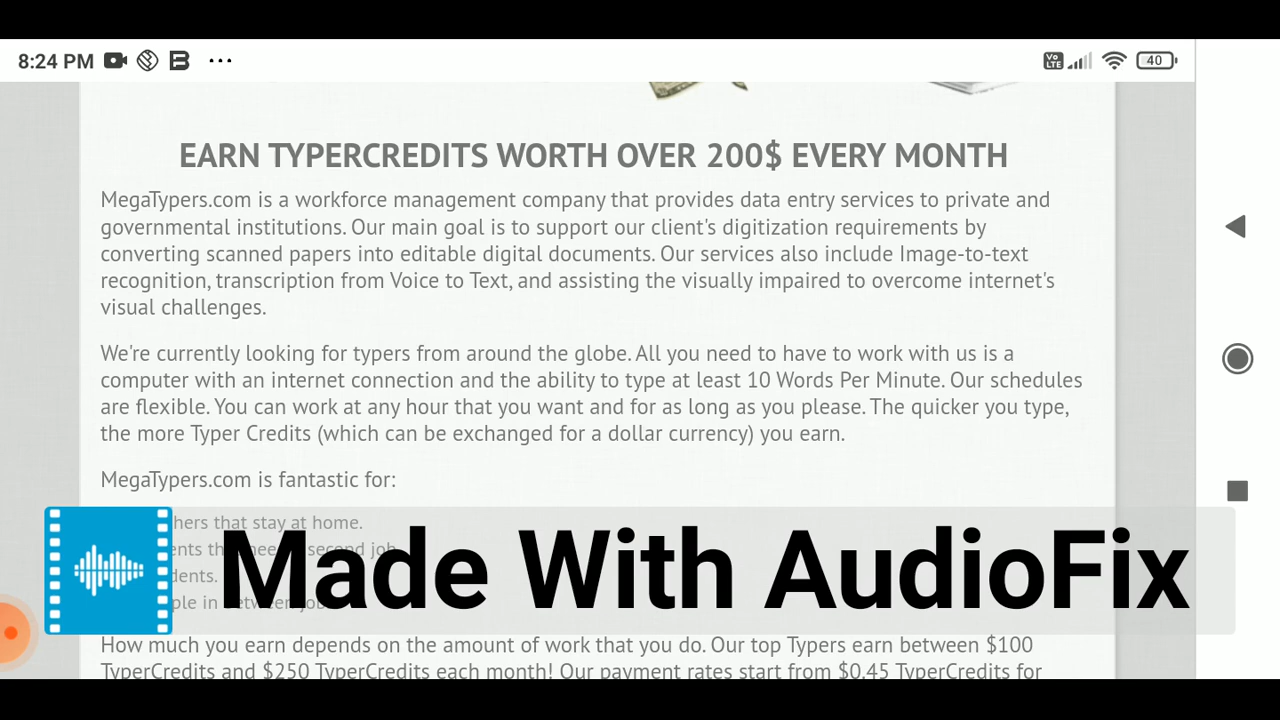 8:24 PM
40
EARN TYPERCREDITS WORTH OVER 200$ EVERY MONTH
MegaTypers.com is a workforce management company that provides data entry services to private and
governmental institutions. Our main goal is to support our client's digitization requirements by
converting scanned papers into editable digital documents. Our services also include Image-to-text
recognition, transcription from Voice to Text, and assisting the visually impaired to overcome internet's
visual challenges.
We're currently looking for typers from around the globe. All you need to have to work with us is a
computer with an internet connection and the ability to type at least 10 Words Per Minute. Our schedules
are flexible. You can work at any hour that you want and for as long as you please. The quicker you type,
the more Typer Credits (which can be exchanged for a dollar currency) you earn.
MegaTypers.com is fantastic for:
that stay at home.
second job
in between
Made With AudioFix
How much you earn depends on the amount of work that you do. Our top Typers earn between $100
TyperCredits and $250 TyperCredits each month! Our payment rates start from $0.45 TyperCredits for